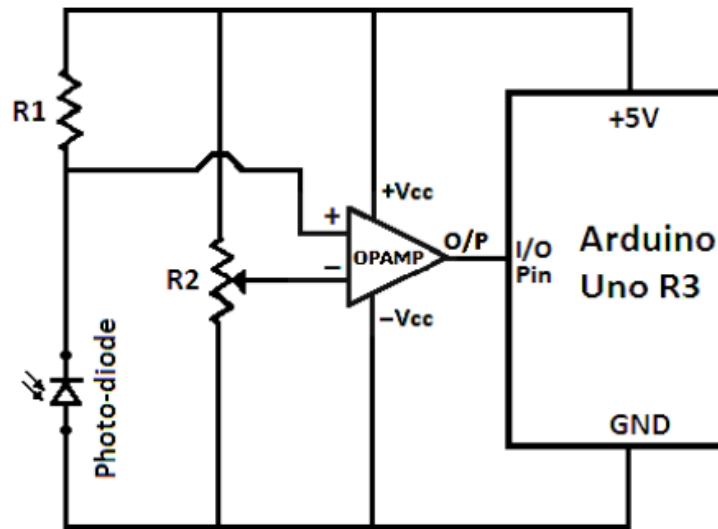 R1
+5V
+Vcc
+
O/P
I/O
Pin
Arduino
Uno R3
OPAMP
R2
−
−Vcc
Photo-diode
GND